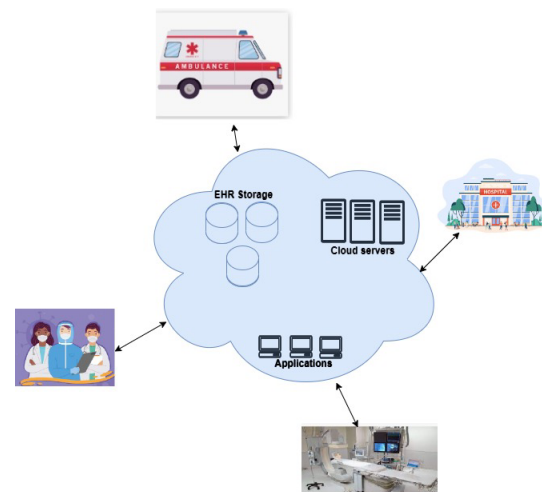 AMBULANCE
EHR Storage
HOSPITAL
Cloud servers
Applications